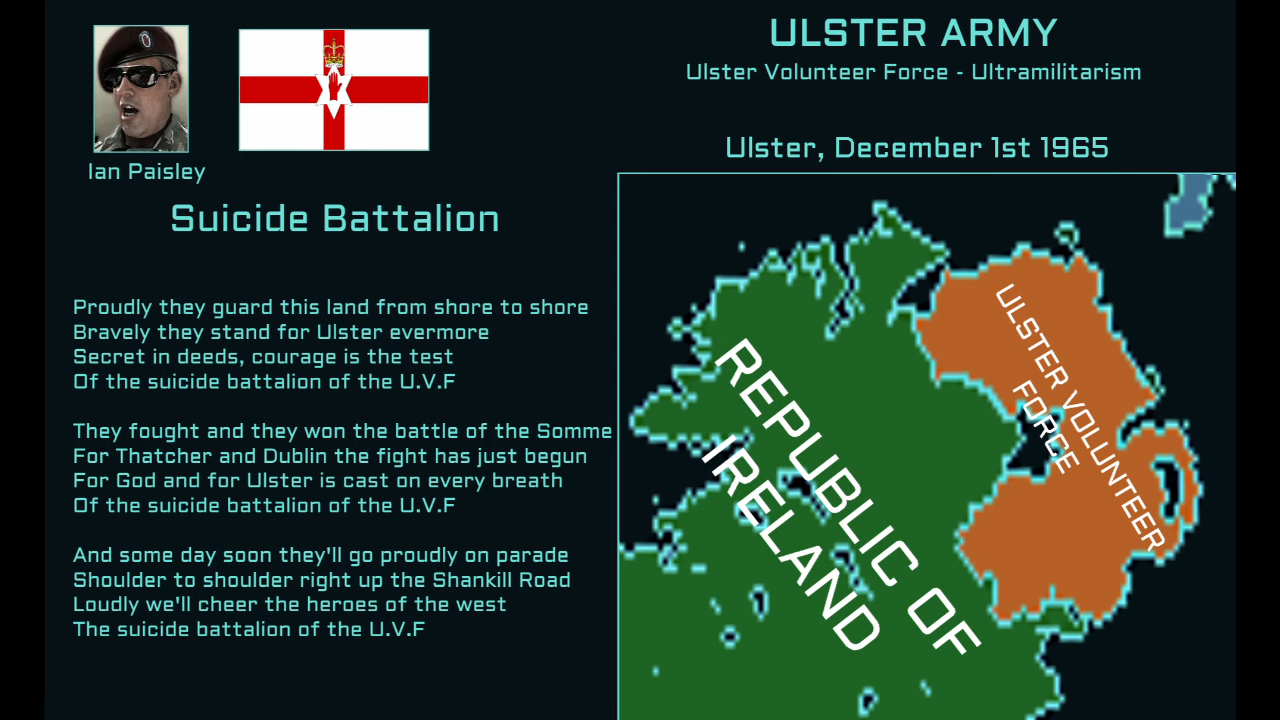 ULSTER ARMY
Ulster Volunteer Force - Ultramilitarism
Ulster, December 1st 1965
Ian Paisley
Suicide Battalion
Proudly they guard this land from shore to shore
Bravely they stand for Ulster evermore
Secret in deeds, courage is the test
Of the suicide battalion of the U.V.F
They fought and they won the battle of the Somme
For Thatcher and Dublin the fight has just begun
For God and for Ulster is cast on every breath
Of the suicide battalion of the U.V.F
And some day soon they'll go proudly on parade
Shoulder to shoulder right up the Shankill Road
Loudly we'll cheer the heroes of the west
The suicide battalion of the U.V.F
REPUBLIC OF
IRELAND
ULSTER VOLUNTEER
FORCE